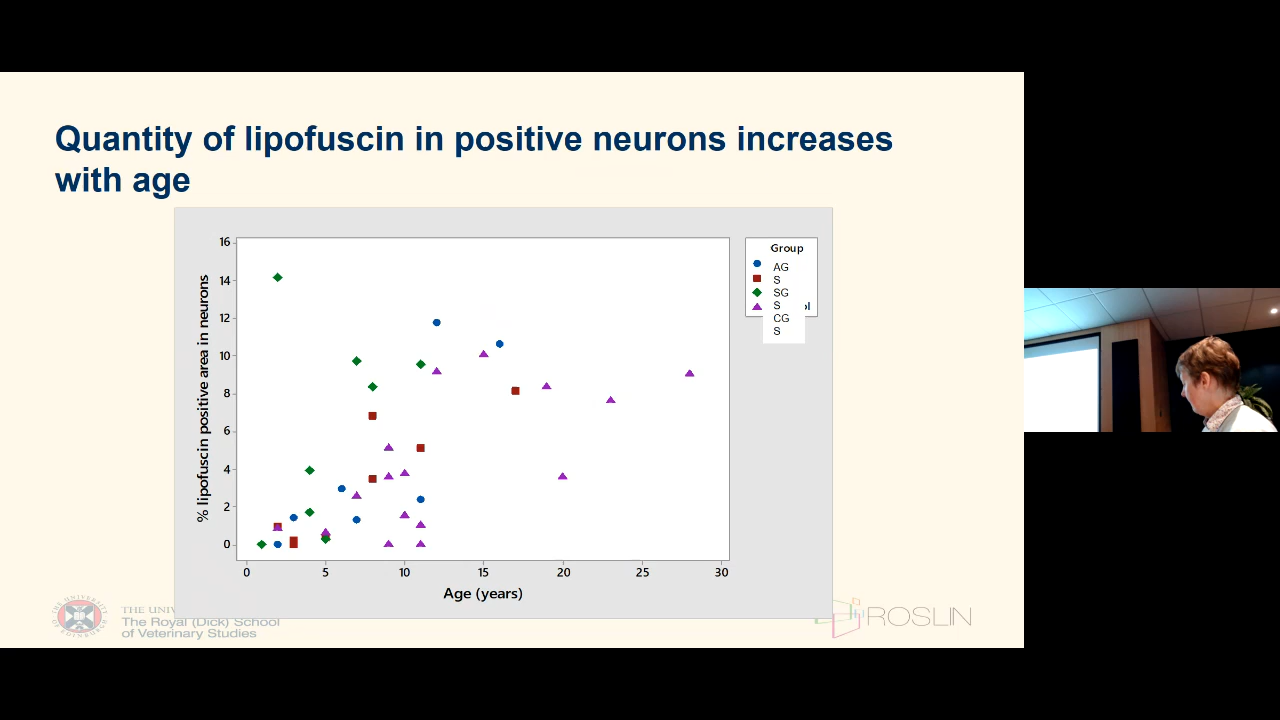 Quantity of lipofuscin in positive neurons increases
with age
% lipofuscin positive area in neurons
16
14
12
10
8
6
4
2
0
0 5 10 15 20 25 30
Age (years)
Group
AG
S
SG
S
CG
S
THE UNIV
The Royal (Dick) School
of Veterinary Studies
ROSLIN